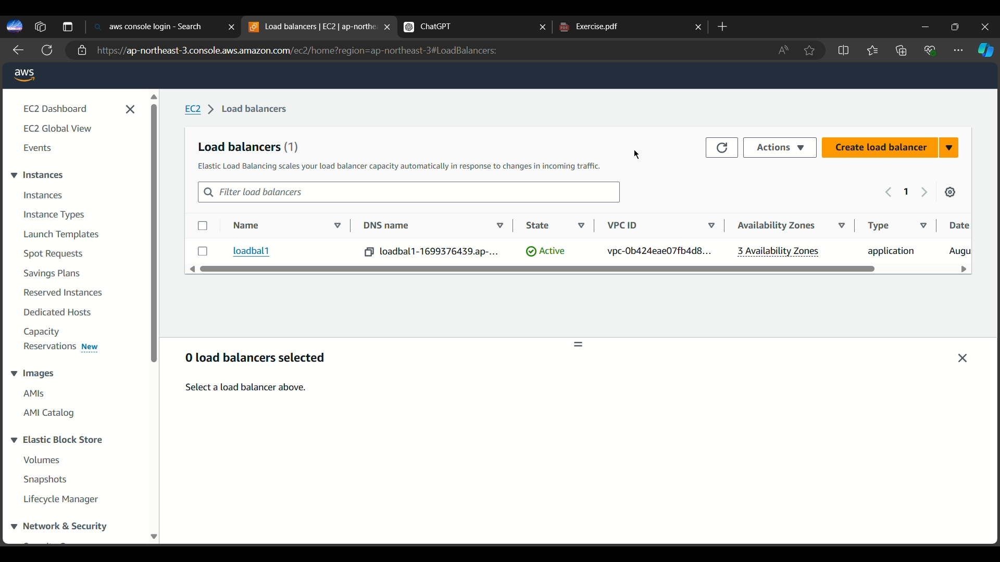 aws console login - Search
Load balancers | EC2 | ap-northe
ChatGPT
PDF
Exercise.pdf
https://ap-northeast-3.console.aws.amazon.com/ec2/home?region=ap-northeast-3#LoadBalancers:
aws
EC2 Dashboard
EC2 Global View
Events
Instances
Instances
Instance Types
Launch Templates
Spot Requests
Savings Plans
Reserved Instances
Dedicated Hosts
Capacity
Reservations New
Images
AMIs
AMI Catalog
Elastic Block Store
Volumes
Snapshots
Lifecycle Manager
Network & Security
EC2 > Load balancers
Load balancers (1)
Actions
Create load balancer
Elastic Load Balancing scales your load balancer capacity automatically in response to changes in incoming traffic.
Filter load balancers
1
Name DNS name State VPC ID Availability Zones Type Date
loadbal1 loadbal1-1699376439.ap-... Active vpc-0b424eae07fb4d8... 3 Availability Zones application Augu
0 load balancers selected
Select a load balancer above.